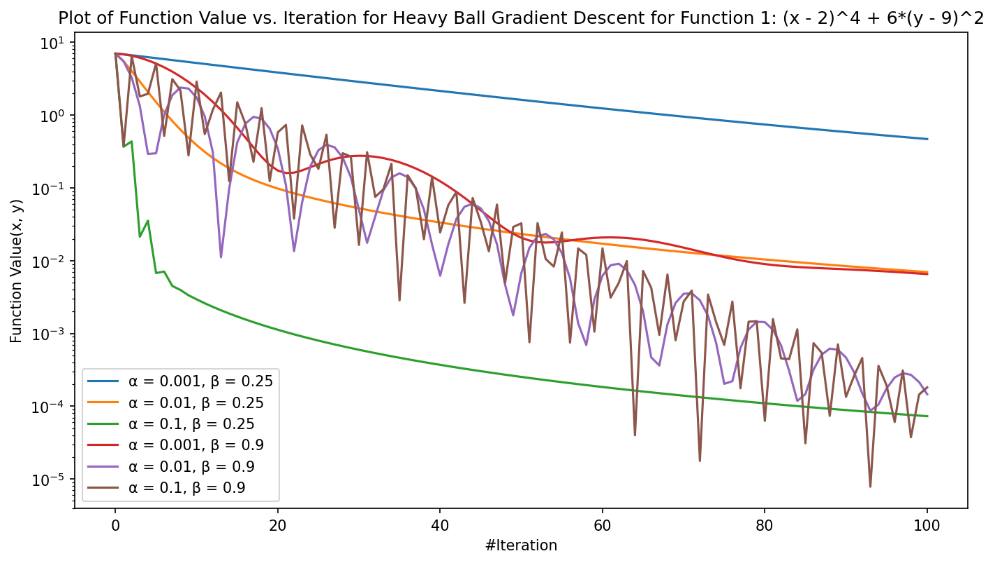 Plot of Function Value vs. Iteration for Heavy Ball Gradient Descent for Function 1: (x - 2)^4 + 6*(y - 9)^2
10^1
10^0
10^−1
10^−2
10^−3
10^−4
10^−5
Function Value(x, y)
α = 0.001, β = 0.25
α = 0.01, β = 0.25
α = 0.1, β = 0.25
α = 0.001, β = 0.9
α = 0.01, β = 0.9
α = 0.1, β = 0.9
0 20 40 60 80 100
#Iteration